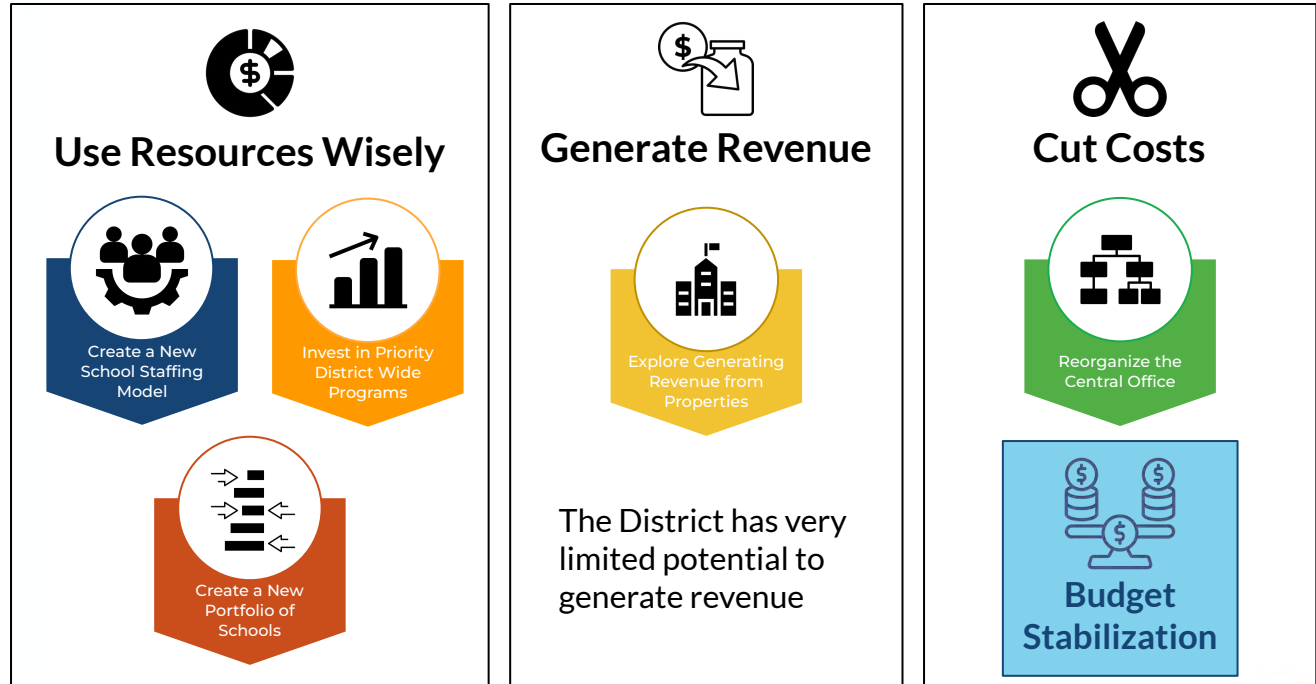 Use Resources Wisely
Create a New
School Staffing
Model
Invest in Priority
District Wide
Programs
Create a New
Portfolio of
Schools
Generate Revenue
Explore Generating
Revenue from
Properties
The District has very
limited potential to
generate revenue
Cut Costs
Reorganize the
Central Office
Budget
Stabilization